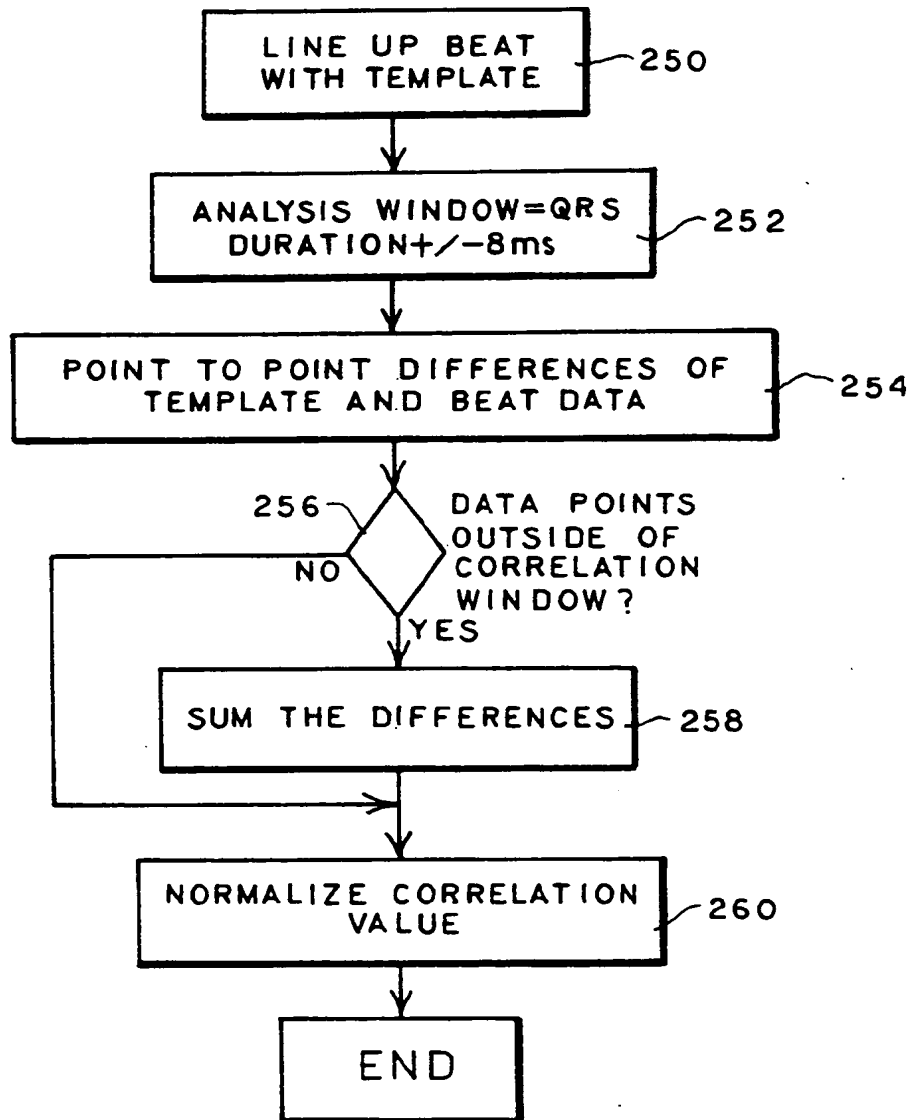 LINE UP BEAT
WITH TEMPLATE
250
ANALYSIS WINDOW=QRS
DURATION+/-8ms
252
POINT TO POINT DIFFERENCES OF
TEMPLATE AND BEAT DATA
254
256
DATA POINTS
OUTSIDE OF
CORRELATION
WINDOW?
NO
YES
SUM THE DIFFERENCES
258
NORMALIZE CORRELATION
VALUE
260
END